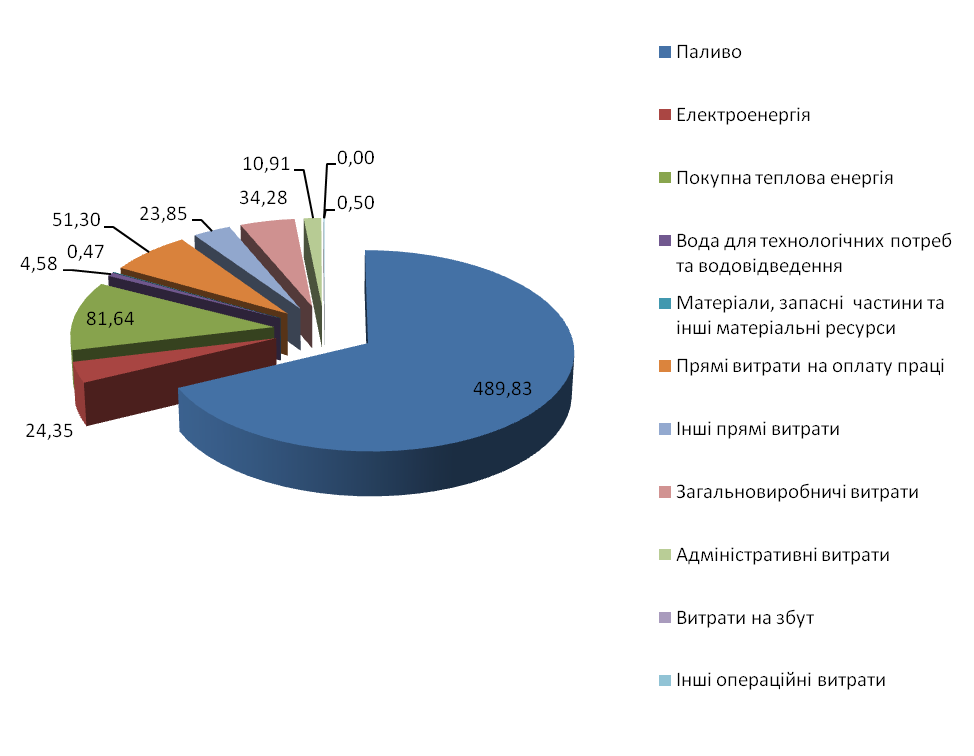 0,00
10,91
34,28
0,50
23,85
51,30
0,47
4,58
81,64
489,83
24,35
Паливо
Електроенергія
Покупна теплова енергія
Вода для технологічних потреб
та водовідведення
Матеріали, запасні частини та
інші матеріальні ресурси
Прямі витрати на оплату праці
Інші прямі витрати
Загальновиробничі витрати
Адміністративні витрати
Витрати на збут
Інші операційні витрати